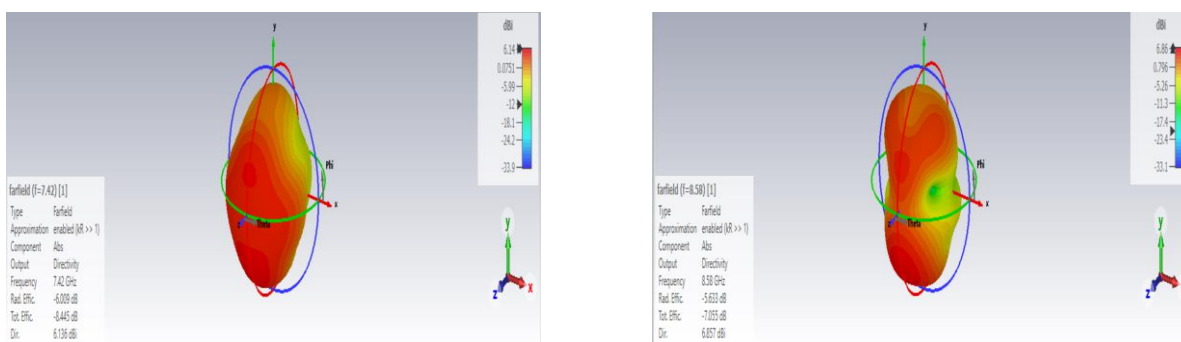 y
dBi
6.14
0.0751
-5.99
-12
-18.1
-24.2
-33.9
Phi
x
z
Theta
farfield (f=7.42) [1]
Type Farfield
Approximation enabled (kR >> 1)
Component Abs
Output Directivity
Frequency 7.42 GHz
Rad. Effic. -6.009 dB
Tot. Effic. -8.445 dB
Dir. 6.136 dBi
y
z
x
y
dBi
6.86
0.796
-5.26
-11.3
-17.4
-23.4
-33.1
Phi
x
z
Theta
farfield (f=8.58) [1]
Type Farfield
Approximation enabled (kR >> 1)
Component Abs
Output Directivity
Frequency 8.58 GHz
Rad. Effic. -5.633 dB
Tot. Effic. -7.055 dB
Dir. 6.857 dBi
y
z
x